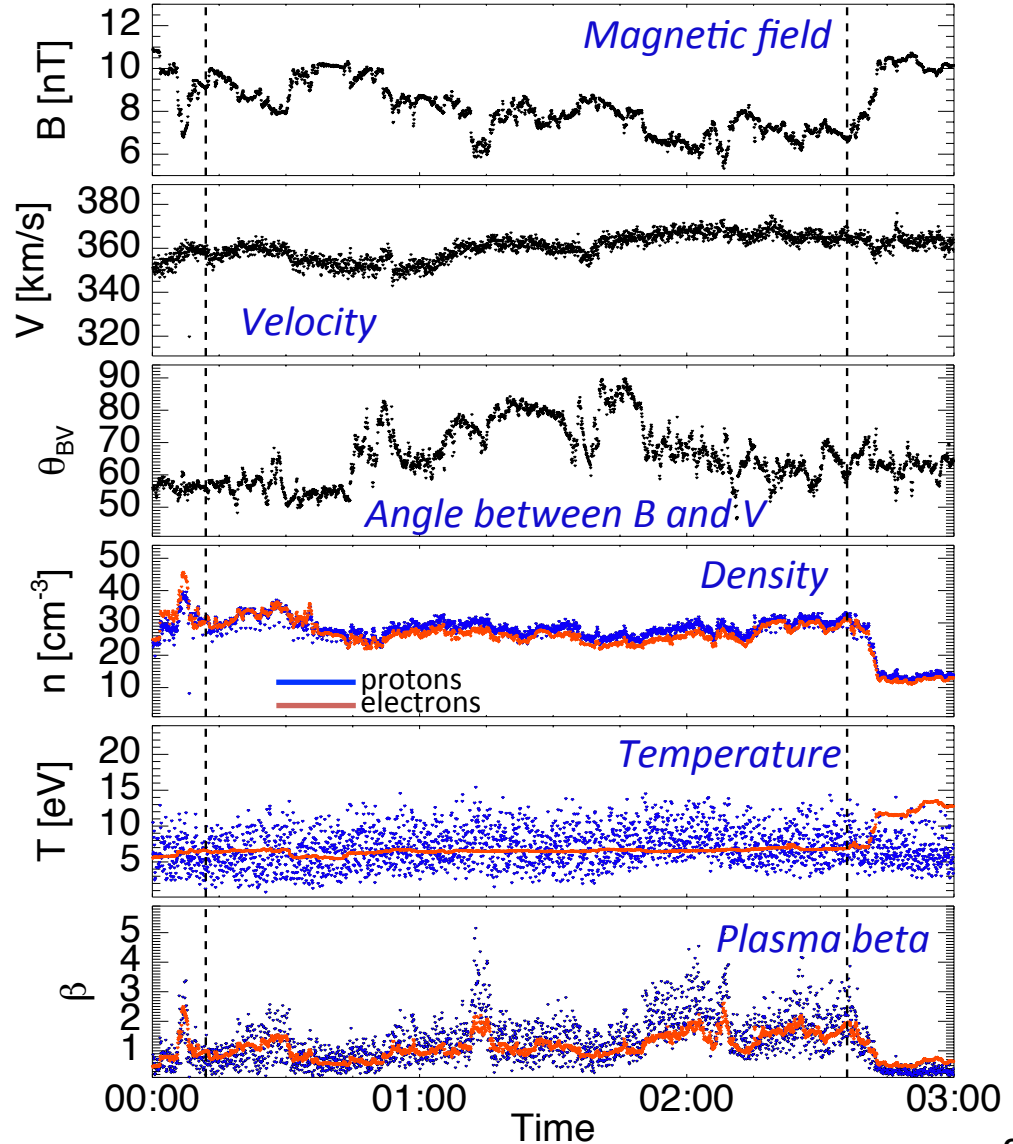 Magnetic field
B [nT]
12
10
8
6
V [km/s]
380
360
340
320
Velocity
θBV
90
80
70
60
50
Angle between B and V
n [cm-3]
50
40
30
20
10
Density
protons
electrons
T [eV]
20
15
10
5
Temperature
β
5
4
3
2
1
Plasma beta
00:00 01:00 02:00 03:00
Time